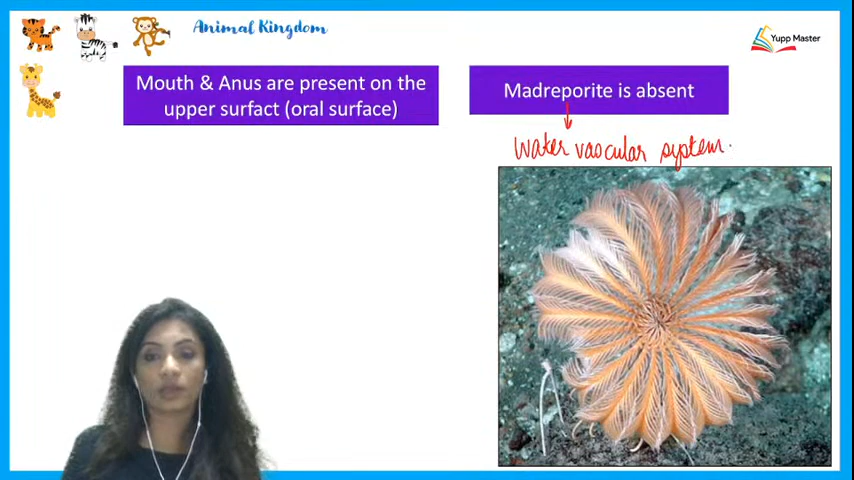 Animal Kingdom
Yupp Master
Mouth & Anus are present on the
upper surfact (oral surface)
Madreporite is absent
Water vascular system.